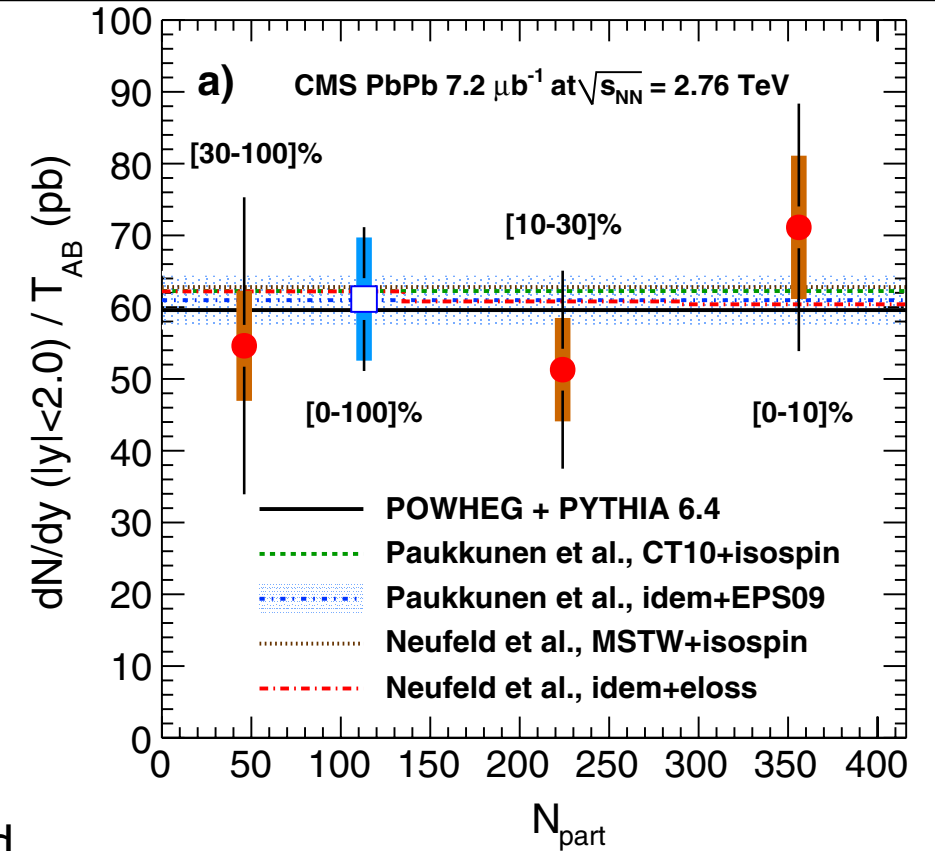 100
90
80
70
60
50
40
30
20
10
0
dN/dy (|y|<2.0) / T_AB (pb)
a) CMS PbPb 7.2 μb⁻¹ at √s_NN = 2.76 TeV
[30-100]%
[10-30]%
[0-100]%
[0-10]%
POWHEG + PYTHIA 6.4
Paukkunen et al., CT10+isospin
Paukkunen et al., idem+EPS09
Neufeld et al., MSTW+isospin
Neufeld et al., idem+eloss
0 50 100 150 200 250 300 350 400
N_part